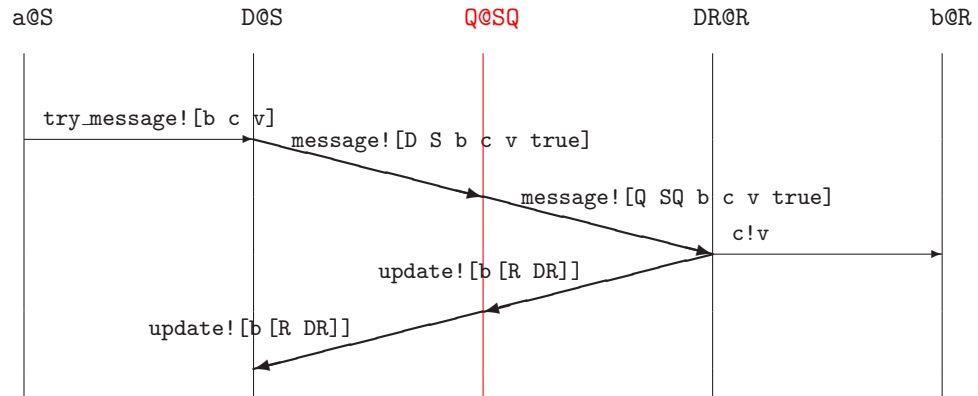 a@S D@S Q@SQ DR@R b@R
try_message![b c v]
message![D S b c v true]
message![Q SQ b c v true]
c!v
update![b [R DR]]
update![b [R DR]]